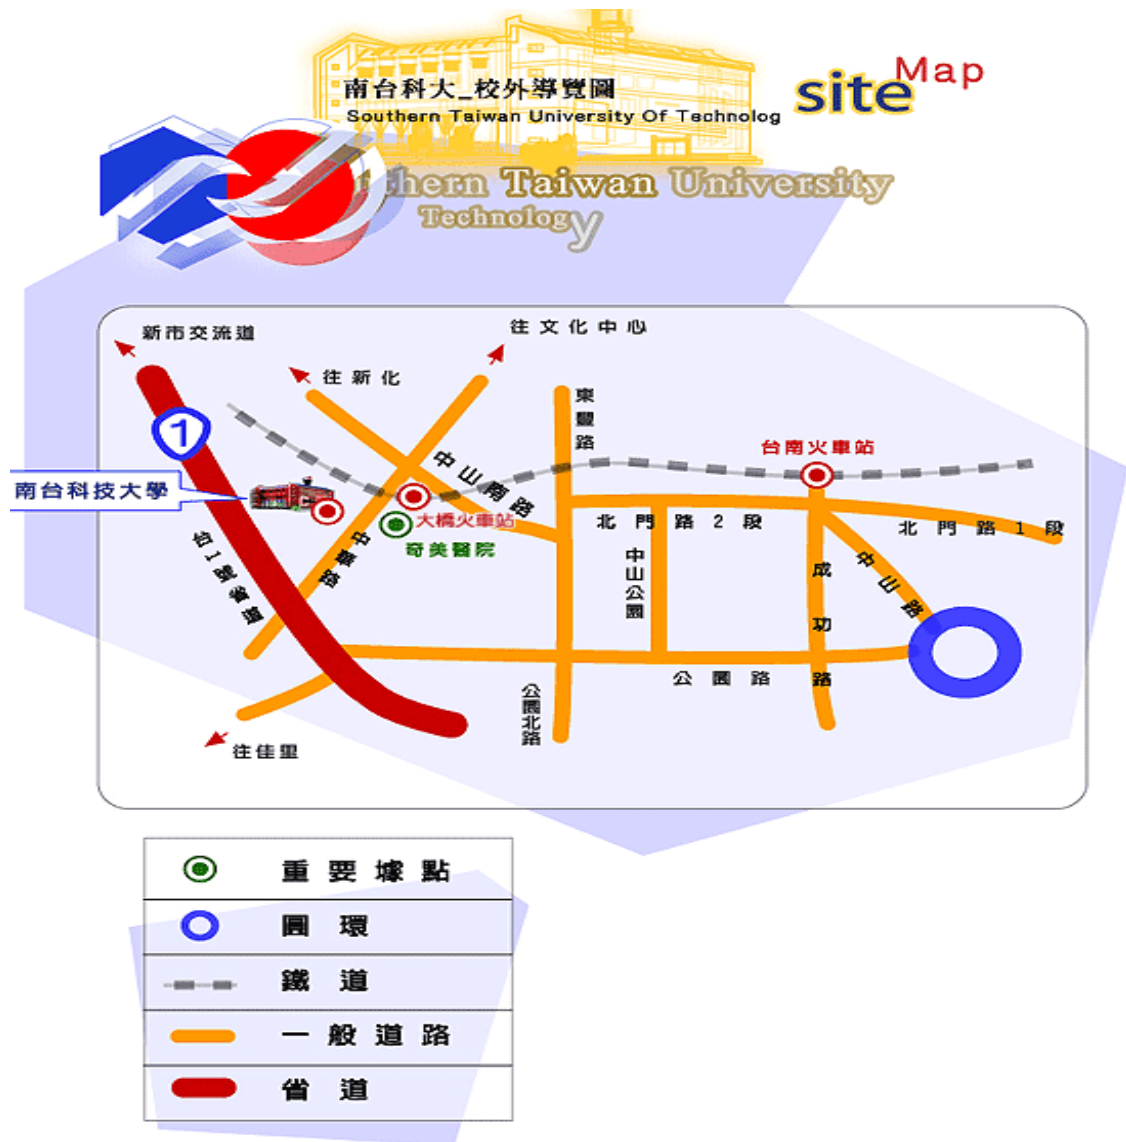 Map
site
南台科大_校外導覽圖
Southern Taiwan University Of Technolog
thern Taiwan University
Technology
新市交流道
往文化中心
往新化
東豐路
台南火車站
1
中山南路
南台科技大學
大橋火車站
奇美醫院
北門路2段
北門路1段
中華路
台1號省道
中山公園
成功路
中山路
公園路
公園北路
往佳里
重要墟點
圓環
鐵道
一般道路
省道